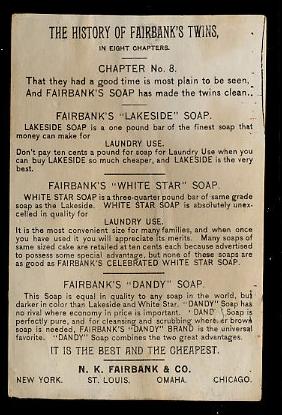 THE HISTORY OF FAIRBANK'S TWINS,
IN EIGHT CHAPTERS.
CHAPTER No. 8.
That they had a good time is most plain to be seen,
And FAIRBANK'S SOAP has made the twins clean.
FAIRBANK'S "LAKESIDE" SOAP.
LAKESIDE SOAP is a one pound bar of the finest soap that
money can make for
LAUNDRY USE.
Don't pay ten cents a pound for soap for Laundry Use when you
can buy LAKESIDE so much cheaper, and LAKESIDE is the very
best.
FAIRBANK'S "WHITE STAR" SOAP.
WHITE STAR SOAP is a three-quarter pound bar of same grade
soap as the Lakeside. WHITE STAR SOAP is absolutely unex-
celled in quality for
LAUNDRY USE.
It is the most convenient size for many families, and when once
you have used it you will appreciate its merits. Many soaps of
same sized cake are retailed at ten cents each because advertised
to possess some special advantage, but none of these soaps are
as good as FAIRBANK'S CELEBRATED WHITE STAR SOAP.
FAIRBANK'S "DANDY" SOAP.
This Soap is equal in quality to any soap in the world, but
darker in color than Lakeside and White Star. "DANDY" Soap has
no rival where economy in price is important. "DAND Soap is
perfectly pure, and for cleansing and scrubbing where er brown
soap is needed, FAIRBANK'S "DANDY" BRAND is the universal
favorite. "DANDY" Soap combines the two great advantages.
IT IS THE BEST AND THE CHEAPEST.
N. K. FAIRBANK & CO.
NEW YORK. ST. LOUIS. OMAHA. CHICAGO.